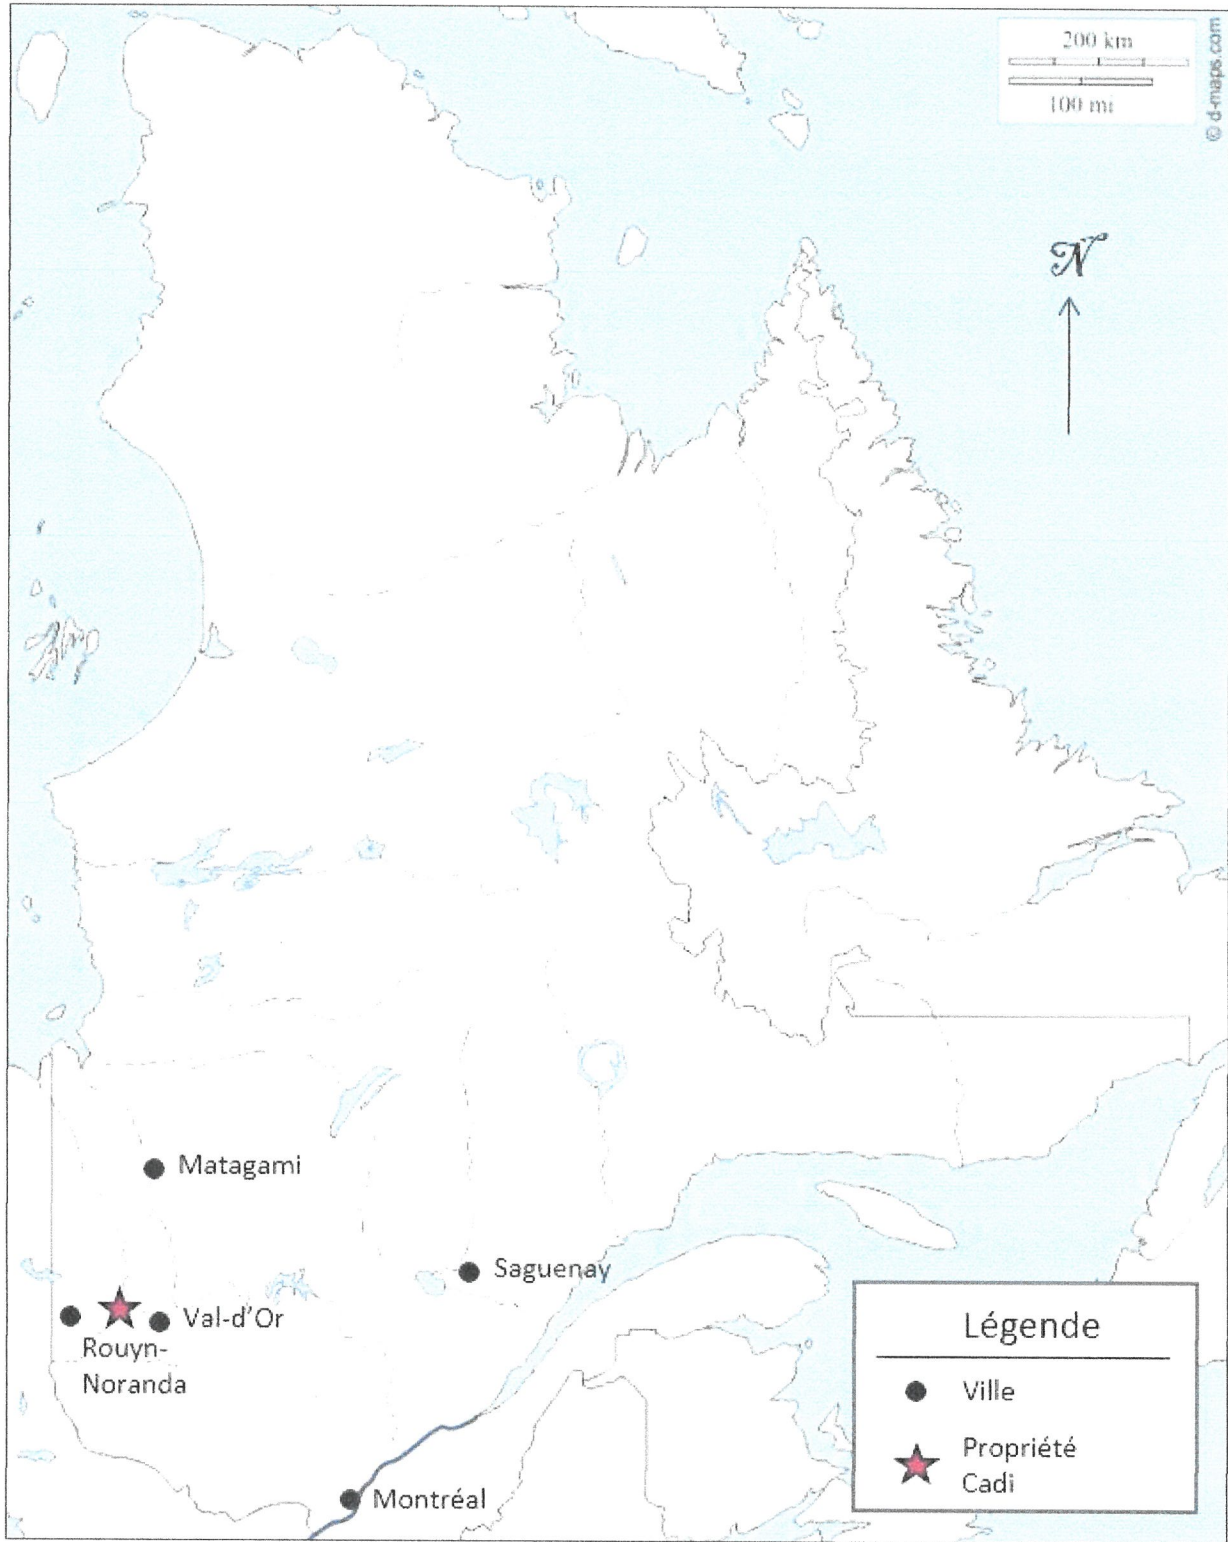 200 km
100 mi
© d-maps.com
N
Matagami
Saguenay
Val-d'Or
Rouyn-
Noranda
Montréal
Légende
Ville
Propriété
Cadi